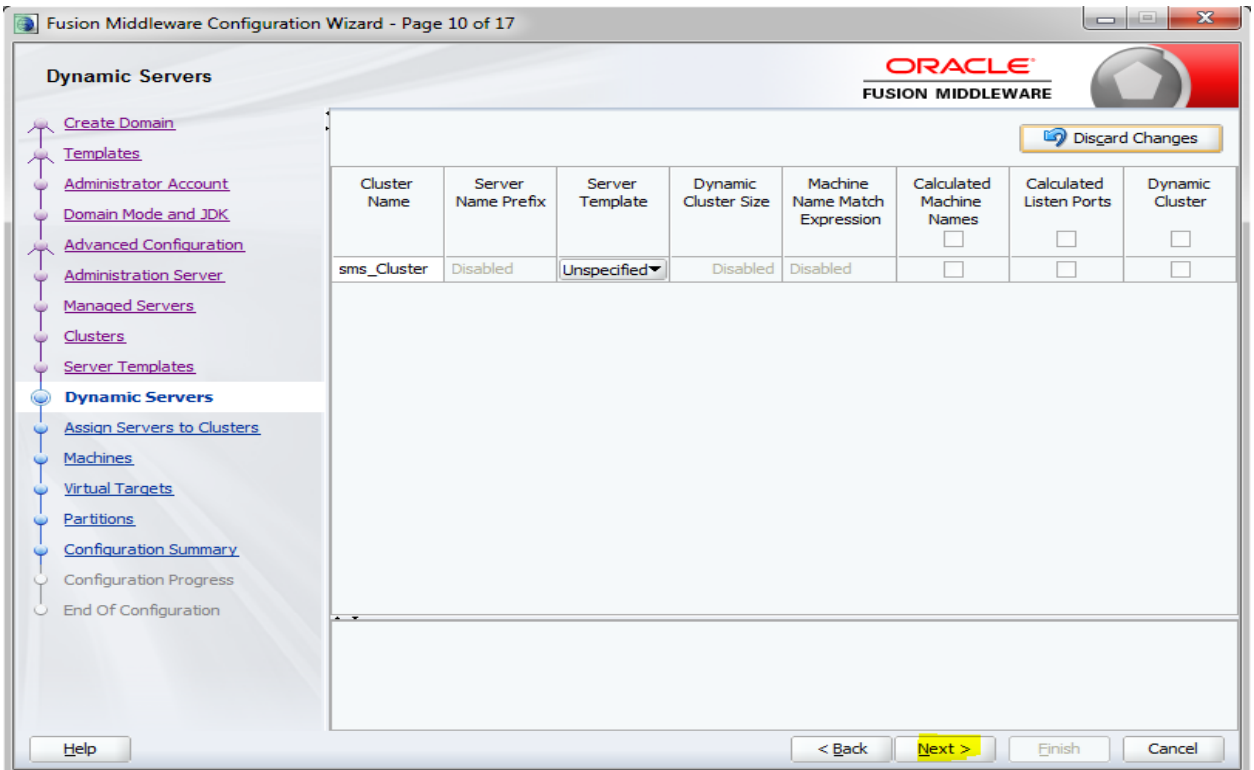 Fusion Middleware Configuration Wizard - Page 10 of 17
Dynamic Servers
ORACLE
FUSION MIDDLEWARE
Create Domain
Templates
Administrator Account
Domain Mode and JDK
Advanced Configuration
Administration Server
Managed Servers
Clusters
Server Templates
Dynamic Servers
Assign Servers to Clusters
Machines
Virtual Targets
Partitions
Configuration Summary
Configuration Progress
End Of Configuration
Discard Changes
Cluster Name
Server Name Prefix
Server Template
Dynamic Cluster Size
Machine Name Match Expression
Calculated Machine Names
Calculated Listen Ports
Dynamic Cluster
sms_Cluster Disabled Unspecified Disabled Disabled
Help
< Back Next > Finish Cancel